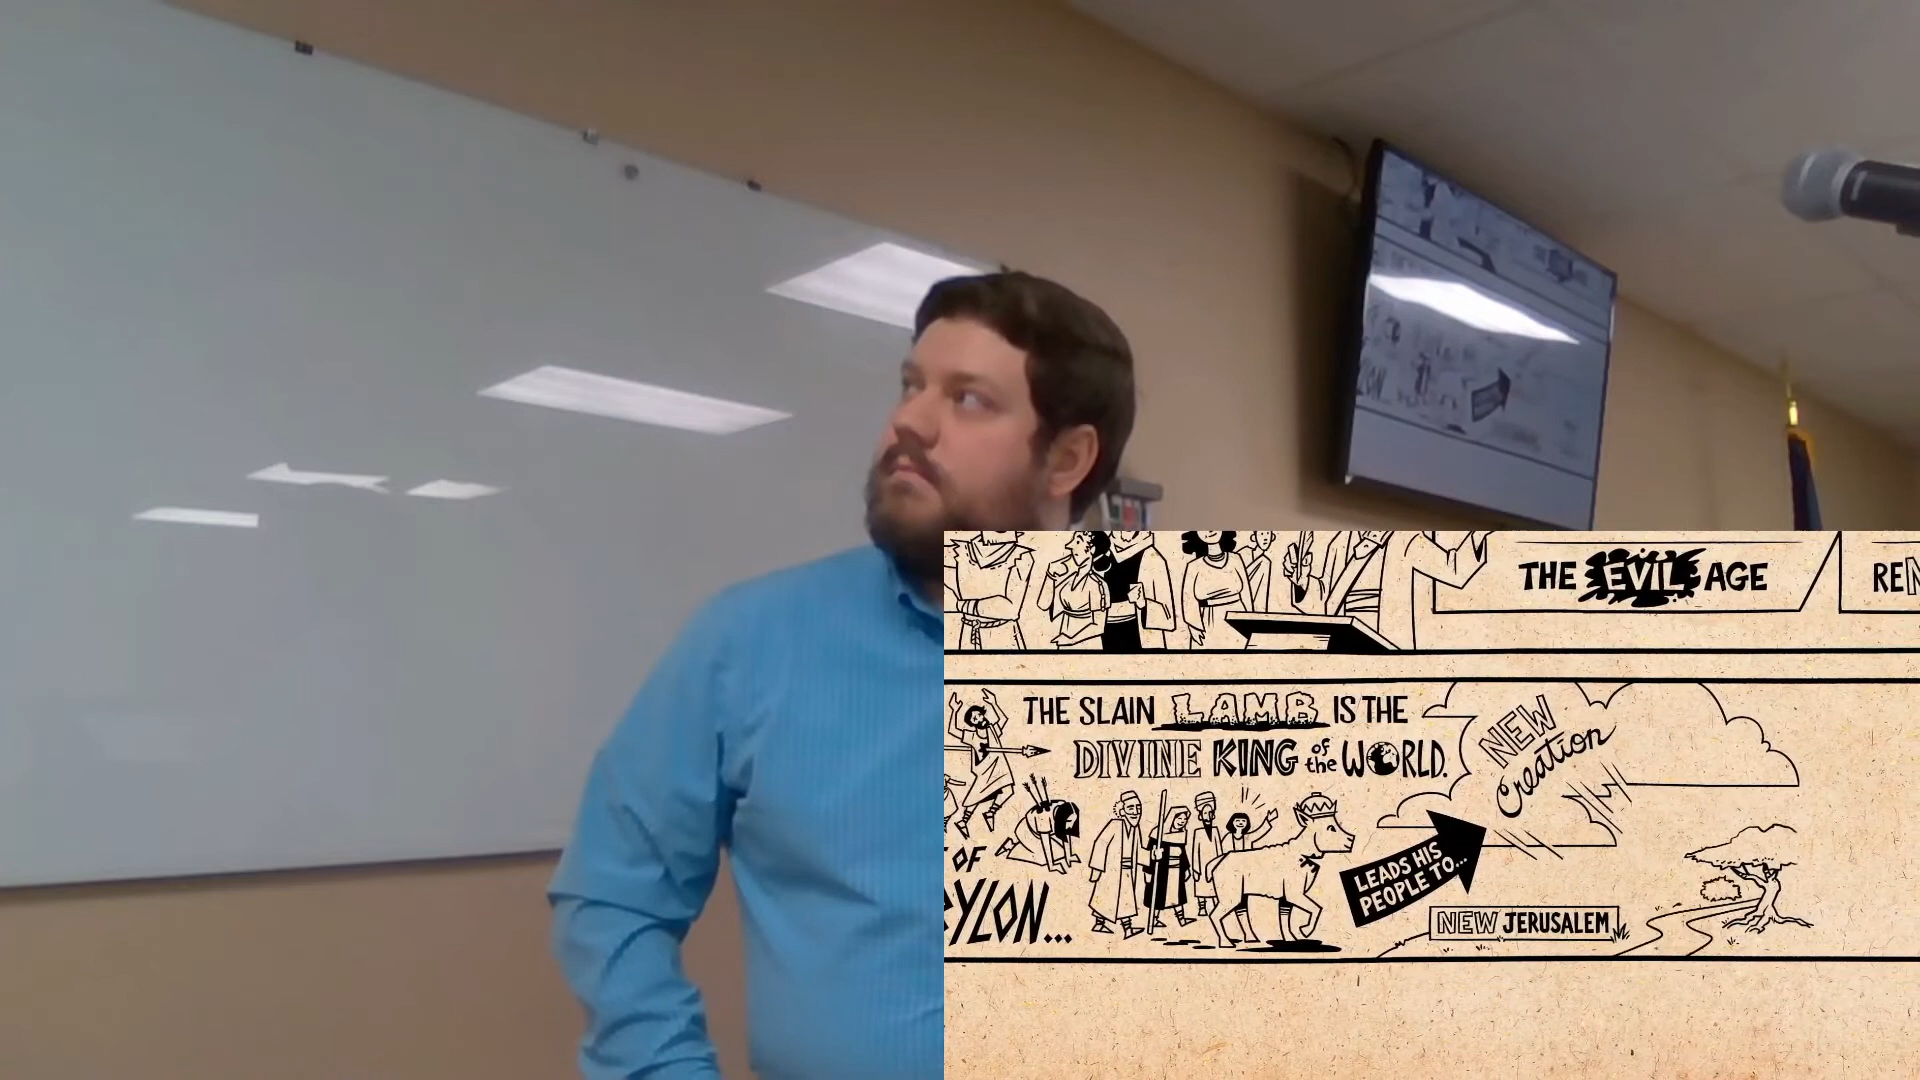 THE EVIL AGE
THE SLAIN LAMB IS THE
DIVINE KING of the WORLD.
NEW
Creation
OF
LEADS HIS
PEOPLE TO...
NEW JERUSALEM